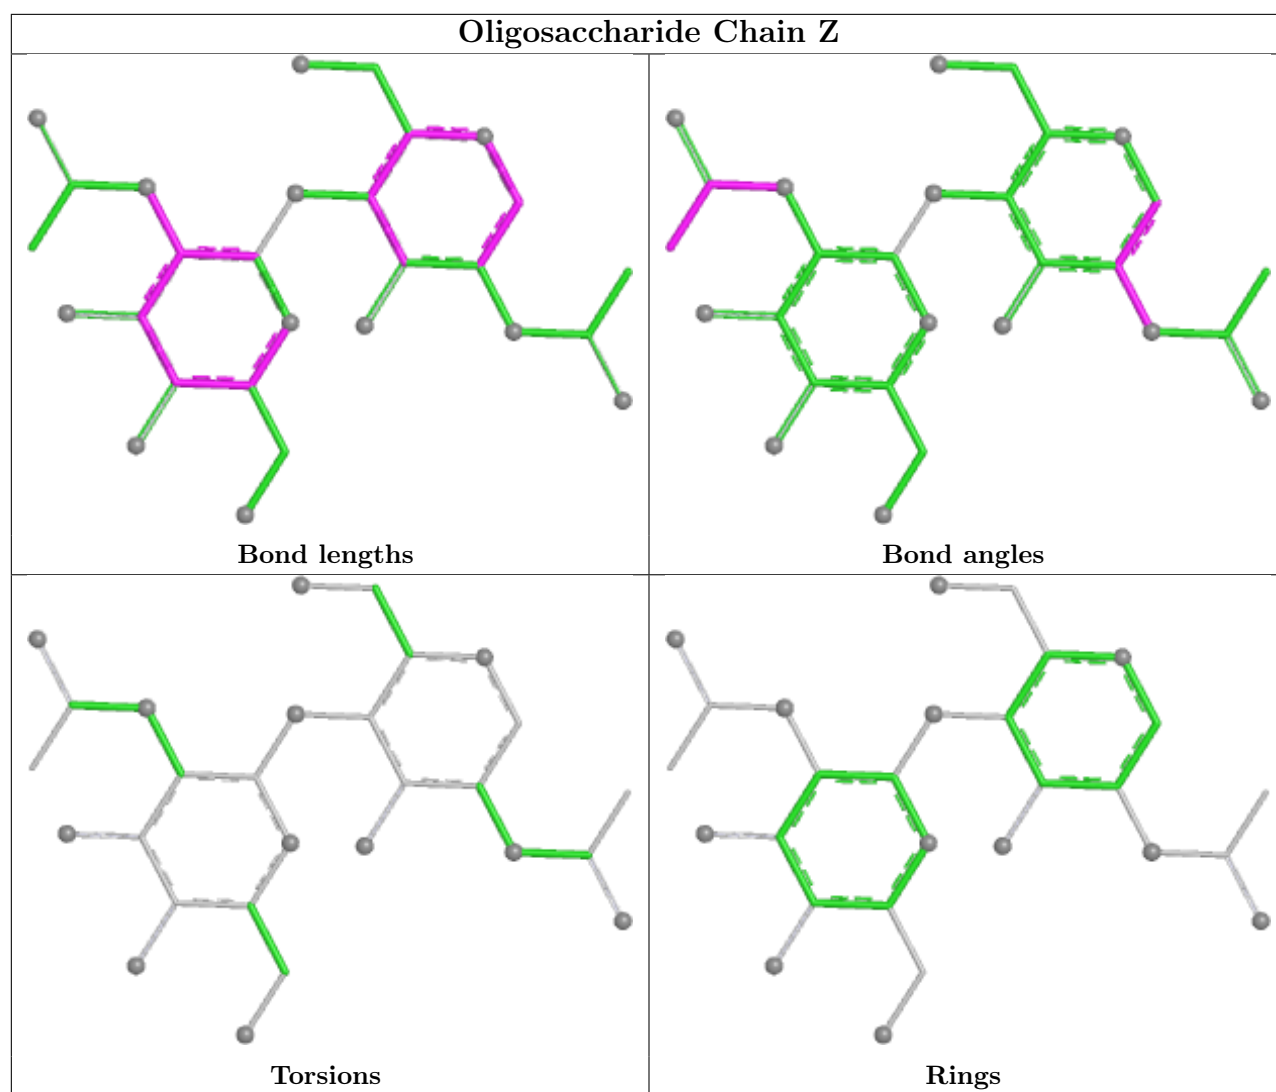 Oligosaccharide Chain Z
Bond lengths
Bond angles
Torsions
Rings